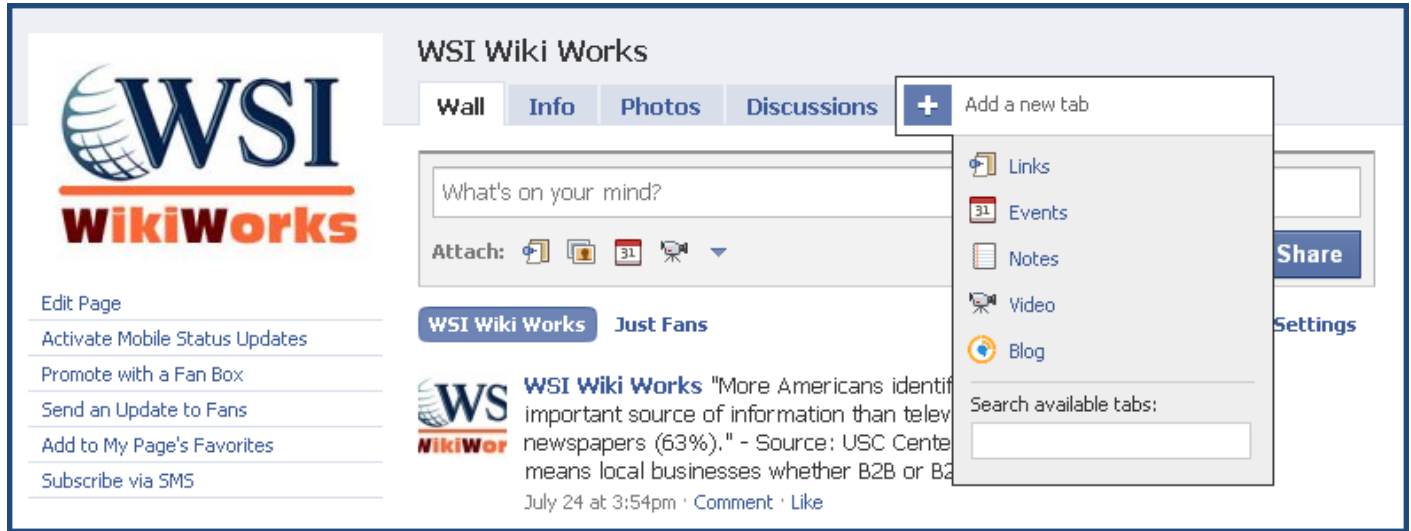 WSI
WikiWorks
Edit Page
Activate Mobile Status Updates
Promote with a Fan Box
Send an Update to Fans
Add to My Page's Favorites
Subscribe via SMS
WSI Wiki Works
Wall Info Photos Discussions + Add a new tab
What's on your mind?
Attach: 31
Share
Links
31 Events
Notes
Video
Blog
Search available tabs:
WSI Wiki Works Just Fans
Settings
WS
WikiWor
WSI Wiki Works "More Americans identif
important source of information than telev
newspapers (63%)." - Source: USC Cente
means local businesses whether B2B or B2
July 24 at 3:54pm · Comment · Like